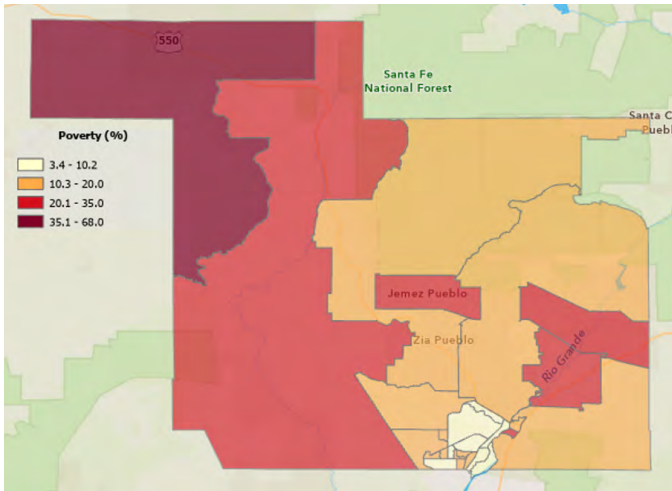 550
Santa Fe
National Forest
Santa C
Puebl
Poverty (%)
3.4 - 10.2
10.3 - 20.0
20.1 - 35.0
35.1 - 68.0
Jemez Pueblo
Zia Pueblo
Rio Grande